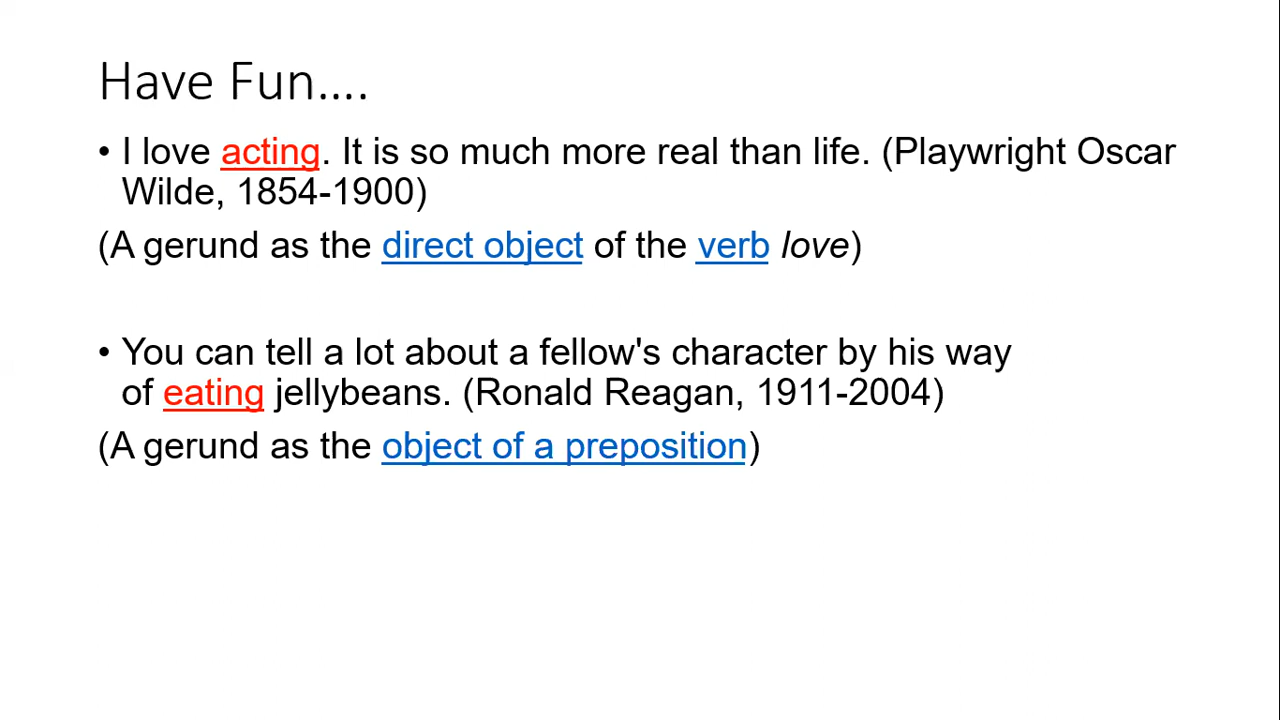 Have Fun....
• I love acting. It is so much more real than life. (Playwright Oscar
Wilde, 1854-1900)
(A gerund as the direct object of the verb love)
• You can tell a lot about a fellow's character by his way
of eating jellybeans. (Ronald Reagan, 1911-2004)
(A gerund as the object of a preposition)